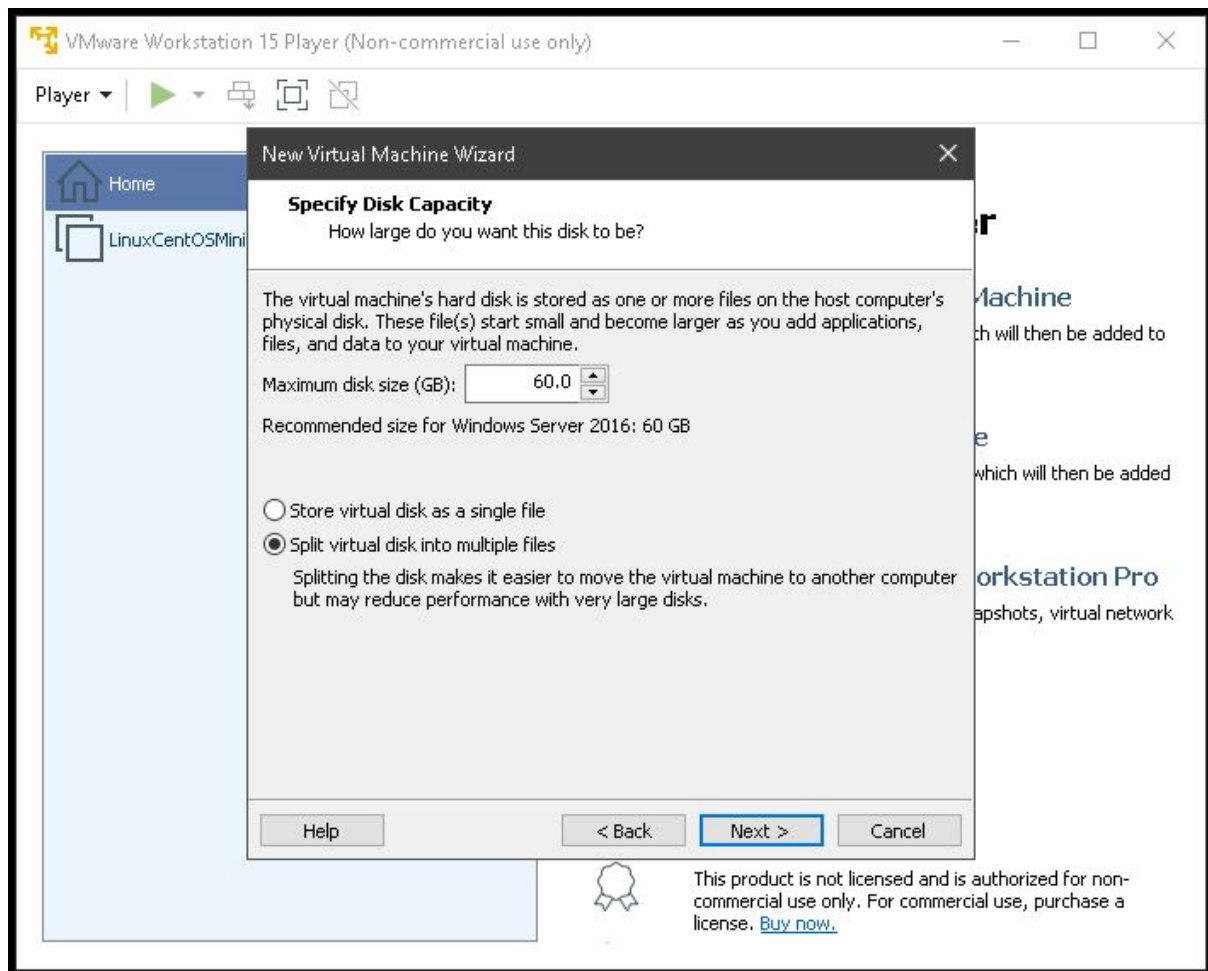 VMware Workstation 15 Player (Non-commercial use only)
Player
Home
LinuxCentOSMini
New Virtual Machine Wizard
Specify Disk Capacity
How large do you want this disk to be?
The virtual machine's hard disk is stored as one or more files on the host computer's
physical disk. These file(s) start small and become larger as you add applications,
files, and data to your virtual machine.
Maximum disk size (GB): 60.0
Recommended size for Windows Server 2016: 60 GB
Store virtual disk as a single file
Split virtual disk into multiple files
Splitting the disk makes it easier to move the virtual machine to another computer
but may reduce performance with very large disks.
Help < Back Next > Cancel
will then be added to
which will then be added
Pro
virtual network
This product is not licensed and is authorized for non-
commercial use only. For commercial use, purchase a
license. Buy now.